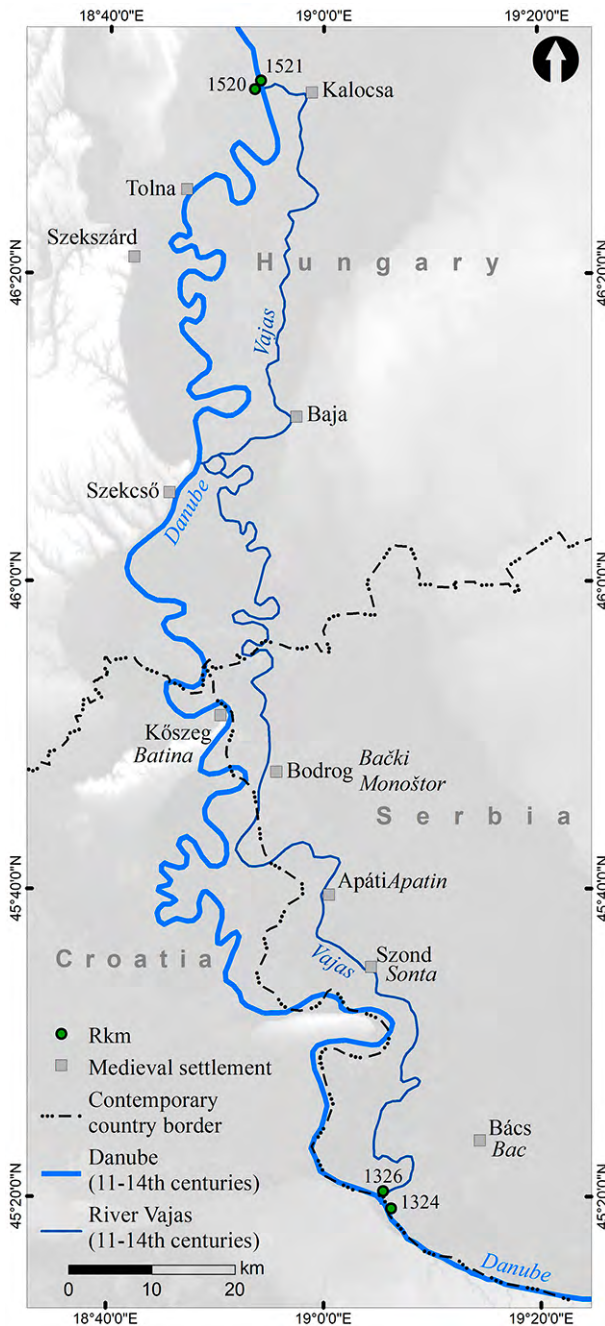 18°40'0"E
19°0'0"E
19°20'0"E
1521
1520
Kalocsa
Tolna
Szekszárd
Hungary
46°20'0"N
46°20'0"N
Vajas
Baja
Szekcső
Danube
46°0'0"N
46°0'0"N
Kőszeg
Batina
Bodrog
Bački
Monoštor
Serbia
45°40'0"N
45°40'0"N
Apáti Apatin
Croatia
Vajas
Szond
Sonta
Rkm
Medieval settlement
Contemporary
country border
Danube
(11-14th centuries)
River Vajas
(11-14th centuries)
Bács
Bac
1326
1324
45°20'0"N
45°20'0"N
Danube
km
0
10
20
18°40'0"E
19°0'0"E
19°20'0"E